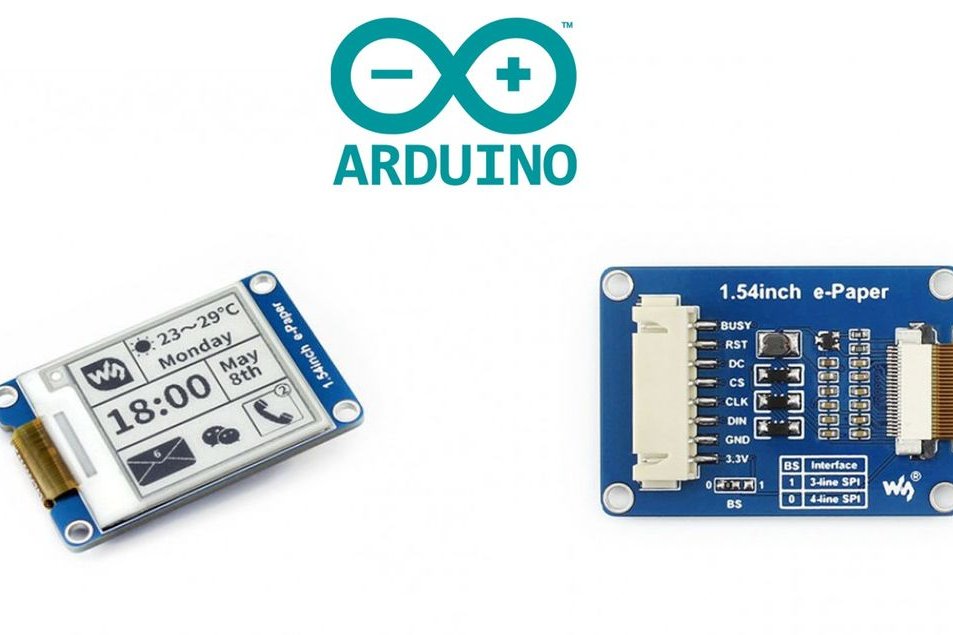 TM
ARDUINO
1.54inch e-Paper
23~29℃
Monday
18:00
May
8th
2
6
1.54inch e-Paper
BUSY
RST
DC
CS
CLK
DIN
GND
3.3V
0 1
BS
BS Interface
1 3-line SPI
0 4-line SPI
®